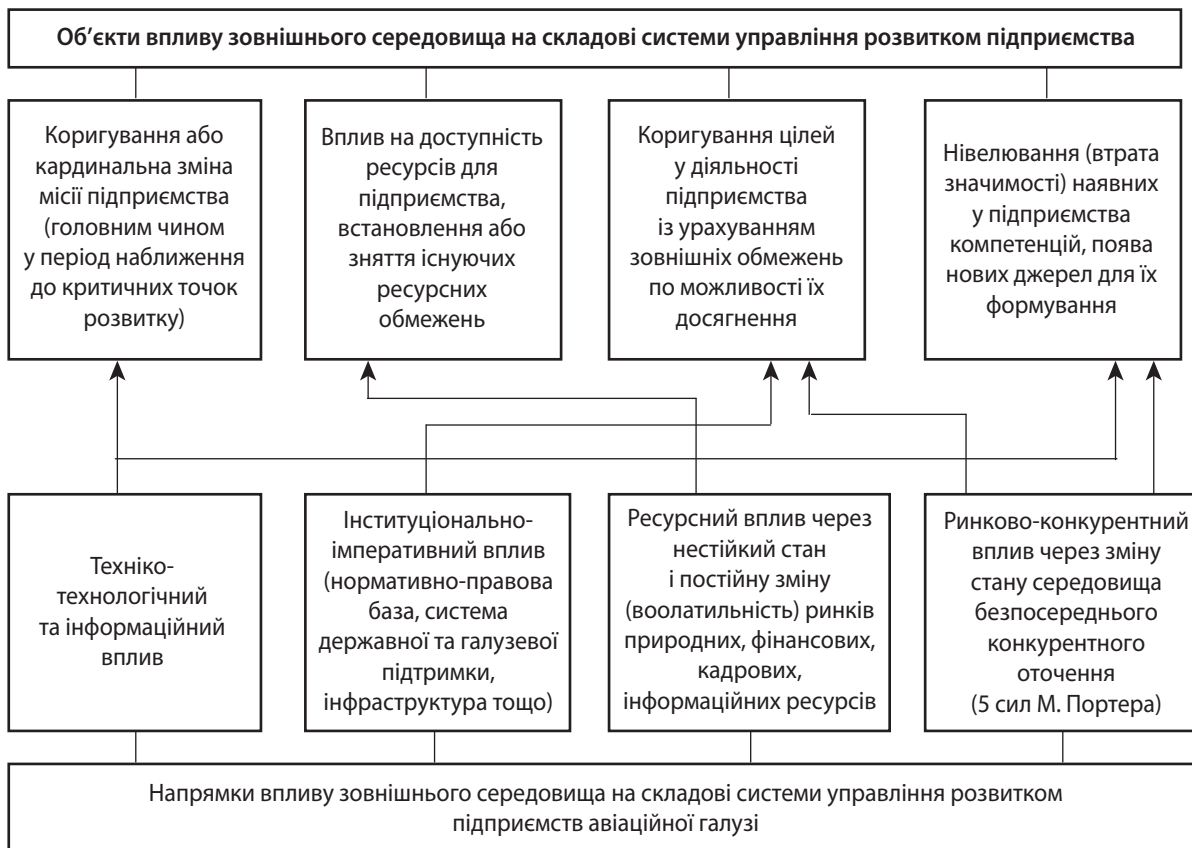 Об’єкти впливу зовнішнього середовища на складові системи управління розвитком підприємства
Коригування або
кардинальна зміна
місії підприємства
(головним чином
у період наближення
до критичних точок
розвитку)
Вплив на доступність
ресурсів для
підприємства,
встановлення або
зняття існуючих
ресурсних
обмежень
Коригування цілей
у діяльності
підприємства
із урахуванням
зовнішніх обмежень
по можливості їх
досягнення
Нівелювання (втрата
значимості) наявних
у підприємства
компетенцій, поява
нових джерел для їх
формування
Техніко-
технологічний
та інформаційний
вплив
Інституціонально-
імперативний вплив
(нормативно-правова
база, система
державної та галузевої
підтримки,
інфраструктура тощо)
Ресурсний вплив через
нестійкий стан
і постійну зміну
(воолатильність) ринків
природних, фінансових,
кадрових,
інформаційних ресурсів
Ринково-конкурентний
вплив через зміну
стану середовища
безпосереднього
конкурентного
оточення
(5 сил М. Портера)
Напрямки впливу зовнішнього середовища на складові системи управління розвитком
підприємств авіаційної галузі